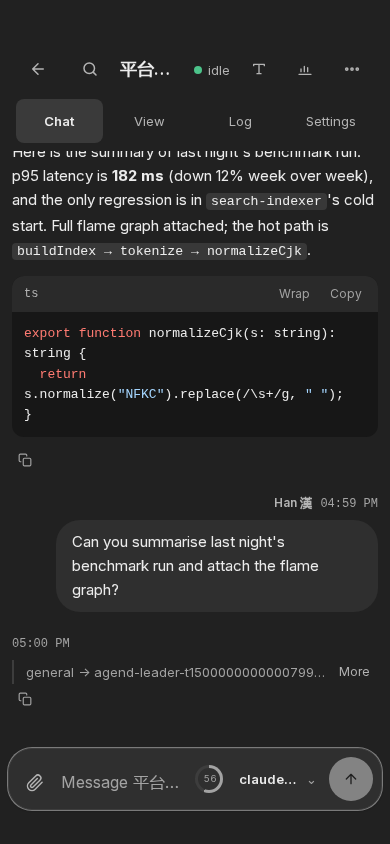 平台… idle
Chat View Log Settings
Here is the summary of last night's benchmark run.
p95 latency is 182 ms (down 12% week over week),
and the only regression is in search-indexer's cold
start. Full flame graph attached; the hot path is
buildIndex → tokenize → normalizeCjk.
ts Wrap Copy
export function normalizeCjk(s: string):
string {
return
s.normalize("NFKC").replace(/\s+/g, " ");
}
Han 漢 04:59 PM
Can you summarise last night's
benchmark run and attach the flame
graph?
05:00 PM
general → agend-leader-t1500000000000799… More
Message 平台… 56 claude…